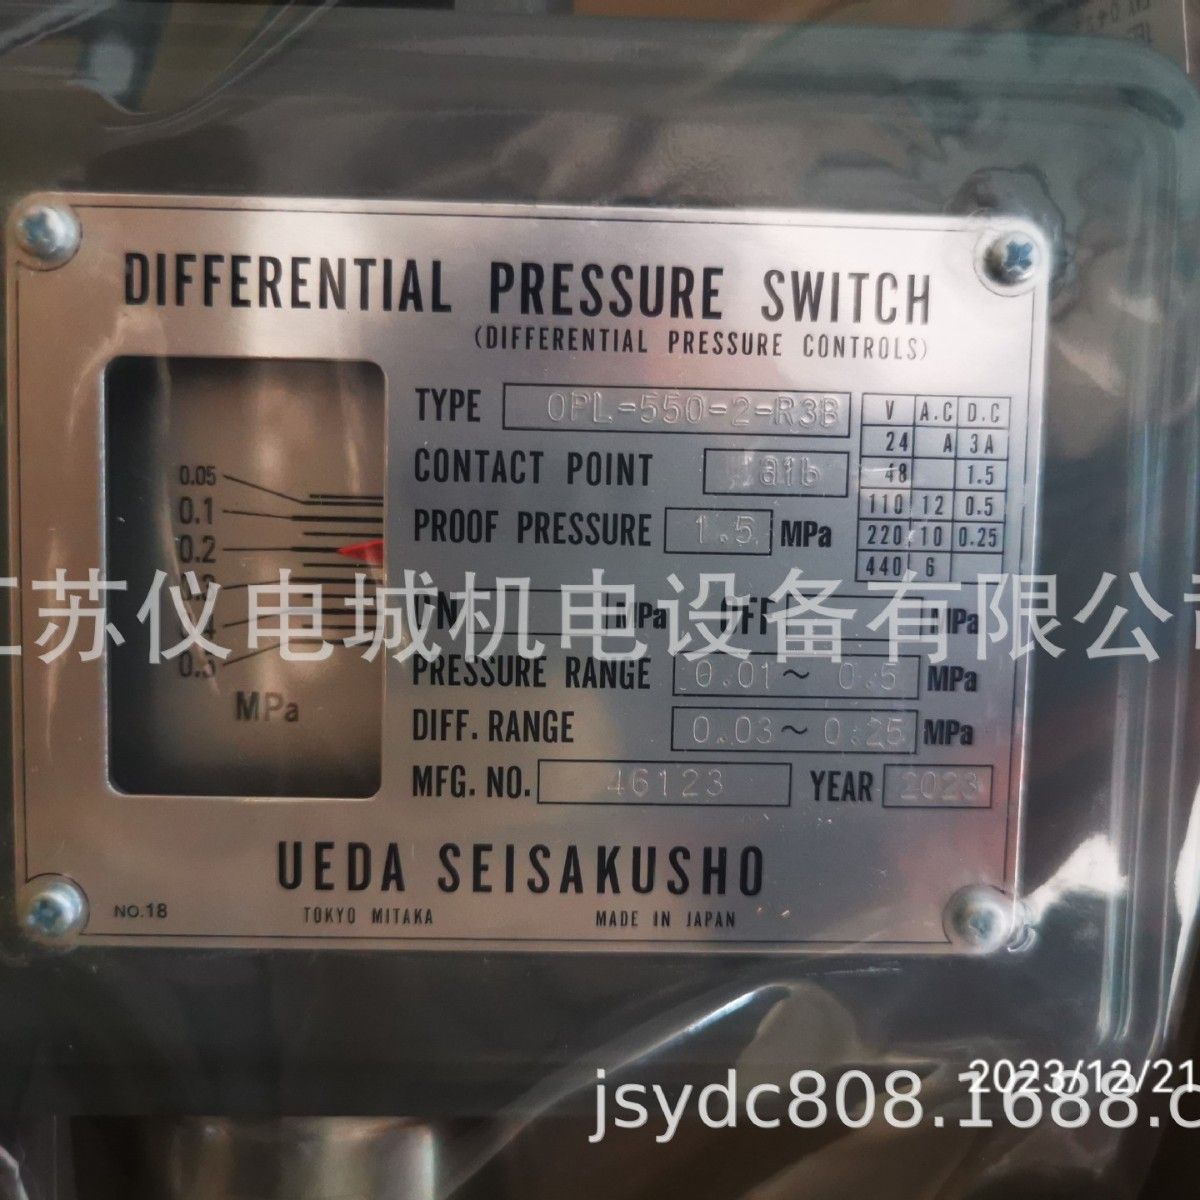 DIFFERENTIAL PRESSURE SWITCH
(DIFFERENTIAL PRESSURE CONTROLS)
TYPE OPL-550-2-R3B
V A.C D.C
24 A 3A
48 1.5
110 12 0.5
220 10 0.25
440 6
CONTACT POINT 1a1b
PROOF PRESSURE 1.5 MPa
0.05
0.1
0.2
MPa
MPa OFF MPa
江苏仪电城机电设备有限公司
PRESSURE RANGE 0.01~0.5 MPa
DIFF. RANGE 0.03~0.25 MPa
MFG. NO. 46123 YEAR 2023
UEDA SEISAKUSHO
NO.18 TOKYO MITAKA MADE IN JAPAN
2023/12/21
jsydc808.1688.c